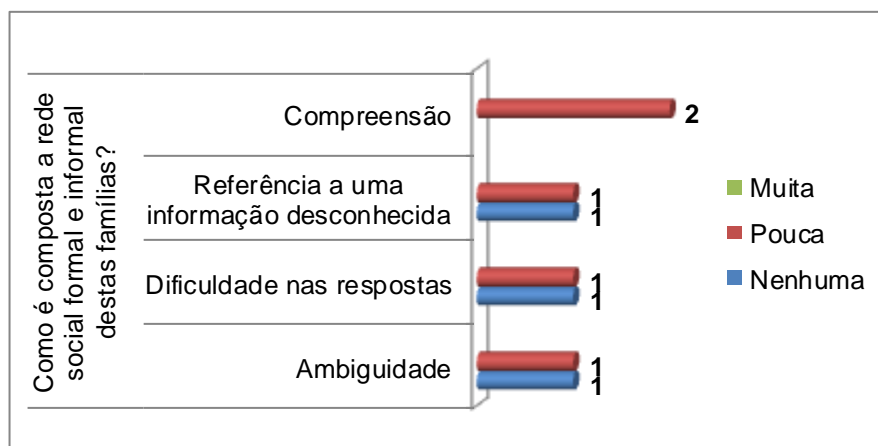 Como é composta a rede
social formal e informal
destas famílias?
Compreensão
2
Referência a uma
informação desconhecida
1
1
Dificuldade nas respostas
1
1
Ambiguidade
1
1
Muita
Pouca
Nenhuma